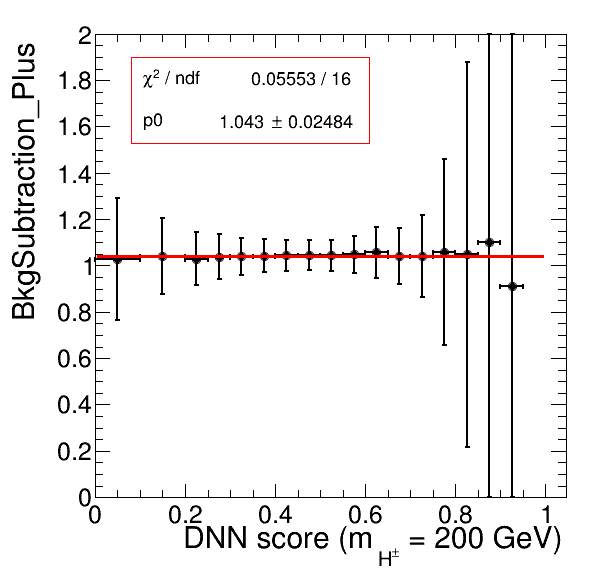 BkgSubtraction_Plus
2
1.8
1.6
1.4
1.2
1
0.8
0.6
0.4
0.2
0
χ² / ndf 0.05553 / 16
p0 1.043 ± 0.02484
0 0.2 0.4 0.6 0.8 1
DNN score (m_H± = 200 GeV)